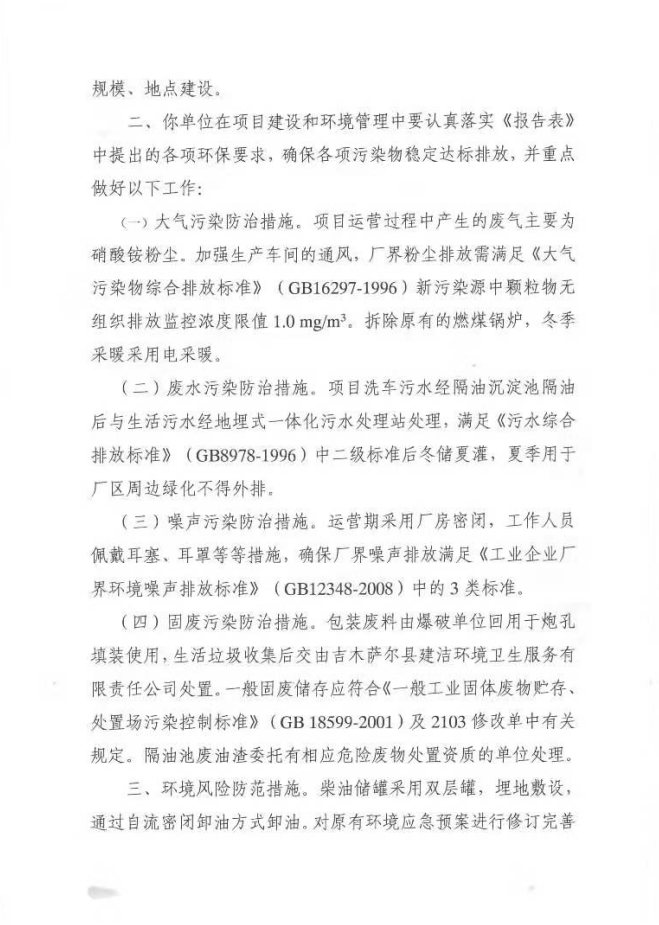 规模、地点建设。
二、你单位在项目建设和环境管理中要认真落实《报告表》
中提出的各项环保要求，确保各项污染物稳定达标排放，并重点
做好以下工作：
（一）大气污染防治措施。项目运营过程中产生的废气主要为
硝酸铵粉尘。加强生产车间的通风，厂界粉尘排放需满足《大气
污染物综合排放标准》（GB16297-1996）新污染源中颗粒物无
组织排放监控浓度限值 1.0 mg/m³。拆除原有的燃煤锅炉，冬季
采暖采用电采暖。
（二）废水污染防治措施。项目洗车污水经隔油沉淀池隔油
后与生活污水经地埋式一体化污水处理站处理，满足《污水综合
排放标准》（GB8978-1996）中二级标准后冬储夏灌，夏季用于
厂区周边绿化不得外排。
（三）噪声污染防治措施。运营期采用厂房密闭，工作人员
佩戴耳塞、耳罩等等措施，确保厂界噪声排放满足《工业企业厂
界环境噪声排放标准》（GB12348-2008）中的 3 类标准。
（四）固废污染防治措施。包装废料由爆破单位回用于炮孔
填装使用，生活垃圾收集后交由吉木萨尔县建洁环境卫生服务有
限责任公司处置。一般固废储存应符合《一般工业固体废物贮存、
处置场污染控制标准》（GB 18599-2001）及 2103 修改单中有关
规定。隔油池废油渣委托有相应危险废物处置资质的单位处理。
三、环境风险防范措施。柴油储罐采用双层罐，埋地敷设，
通过自流密闭卸油方式卸油。对原有环境应急预案进行修订完善